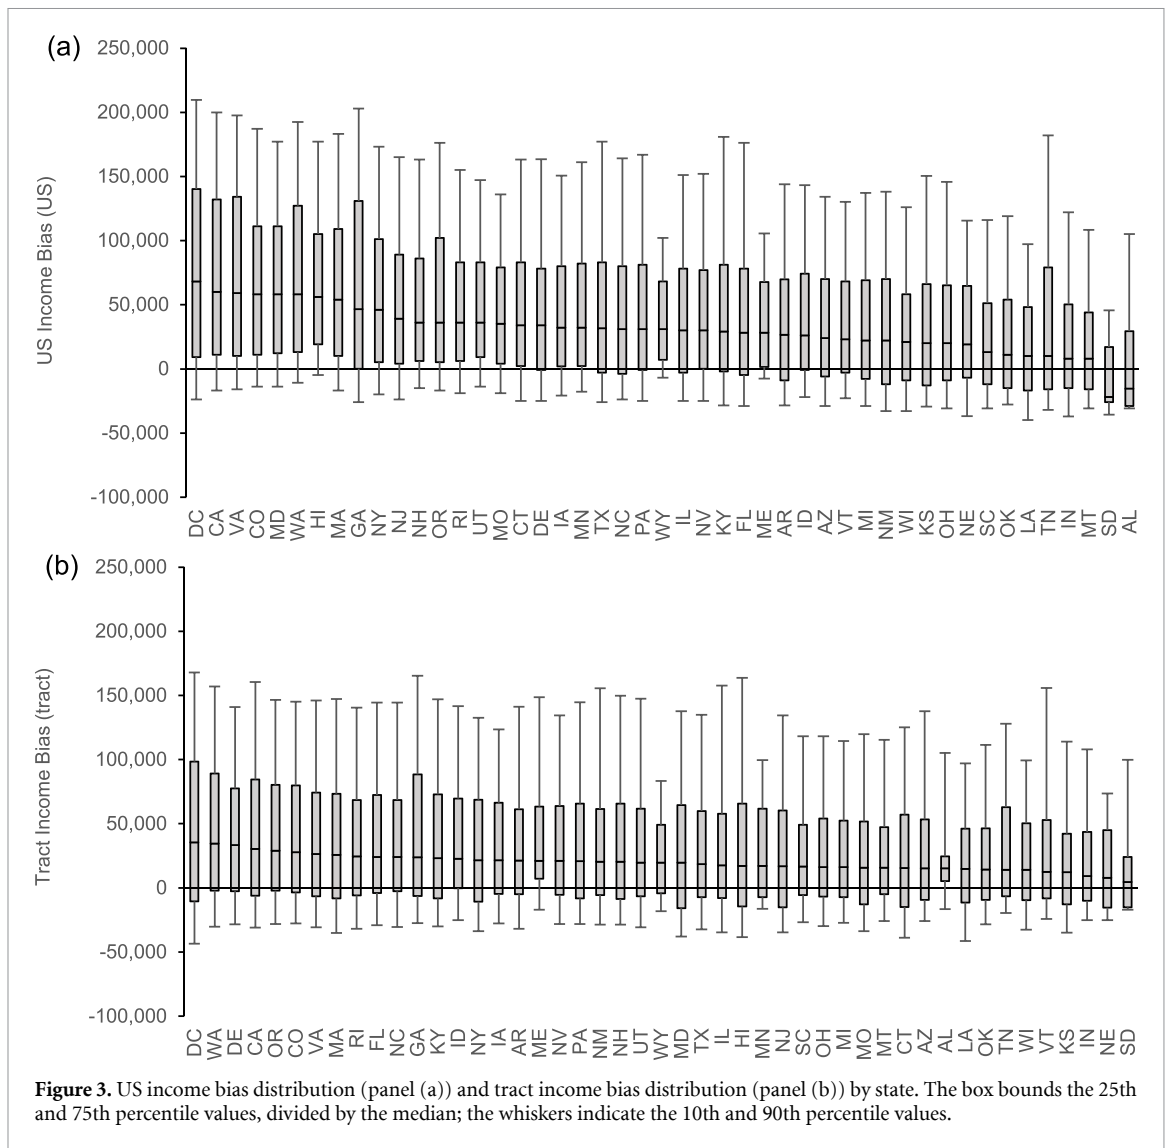 (a)
US Income Bias (US)
250,000
200,000
150,000
100,000
50,000
0
-50,000
-100,000
DC CA VA CO MD WA HI MA GA NY NJ NH OR RI UT MO CT DE IA MN TX NC PA WY IL NV KY FL ME AR ID AZ VT MI NM WI KS OH NE SC OK LA TN IN MT SD AL
(b)
Tract Income Bias (tract)
250,000
200,000
150,000
100,000
50,000
0
-50,000
-100,000
DC WA DE CA OR CO VA MA RI FL NC GA KY ID NY IA AR ME NV PA NM NH UT WY MD TX IL HI MN NJ SC OH MI MO MT CT AZ AL LA OK TN WI VT KS IN NE SD
Figure 3. US income bias distribution (panel (a)) and tract income bias distribution (panel (b)) by state. The box bounds the 25th
and 75th percentile values, divided by the median; the whiskers indicate the 10th and 90th percentile values.